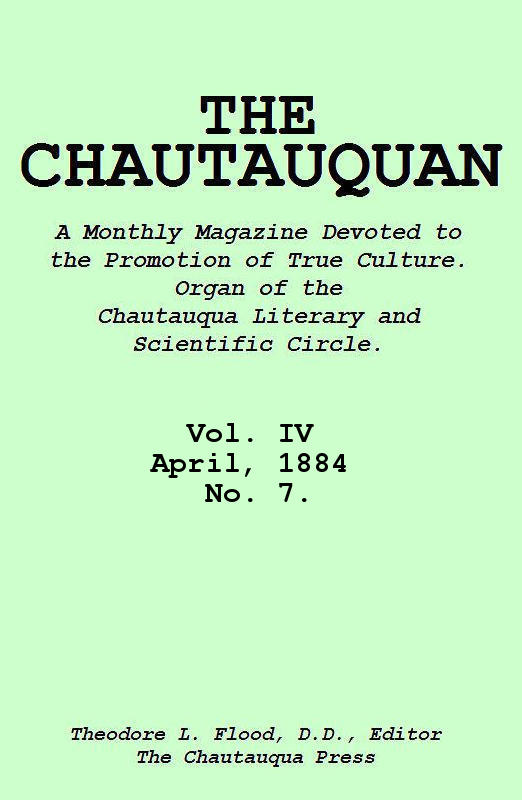 THE
CHAUTAUQUAN
A Monthly Magazine Devoted to
the Promotion of True Culture.
Organ of the
Chautauqua Literary and
Scientific Circle.
Vol. IV
April, 1884
No. 7.
Theodore L. Flood, D.D., Editor
The Chautauqua Press